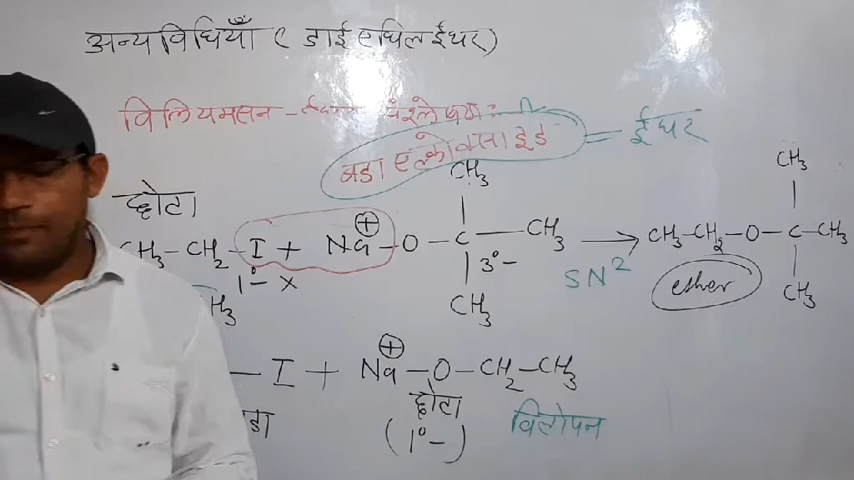 अन्य विधियाँ ( डाई एथिल ईथर)
विलियमसन - संश्लेषण :
बडा एल्कोक्साइड = ईथर
छोटा
CH3
CH3
CH3-CH2-I + Na⊕-O-C-CH3 → CH3-CH2-O-C-CH3
1°-X
3°-
SN2
ether
CH3
CH3
H3
-I + Na⊕-O-CH2-CH3
छोटा
(1°-)
विलोपन